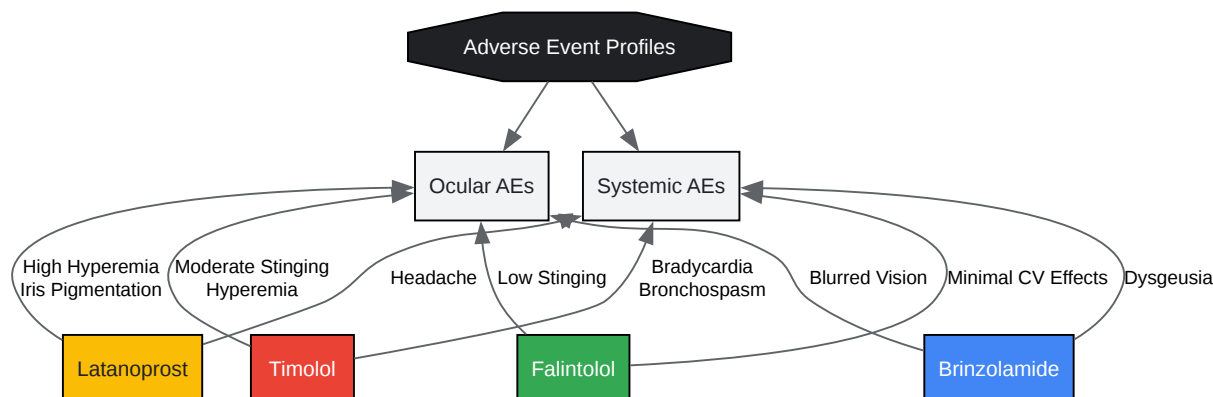 Adverse Event Profiles
Ocular AEs
Systemic AEs
High Hyperemia
Iris Pigmentation
Moderate Stinging
Hyperemia
Headache
Low Stinging
Bradycardia
Bronchospasm
Blurred Vision
Minimal CV Effects
Dysgeusia
Latanoprost
Timolol
Falintolol
Brinzolamide